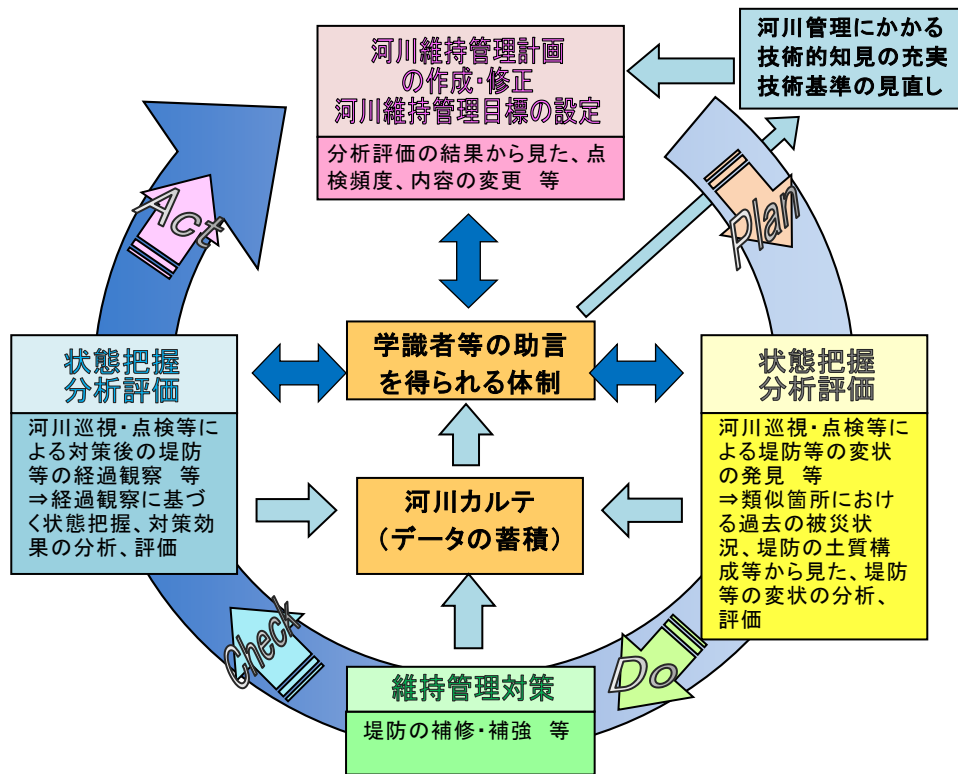 河川維持管理計画
の作成・修正
河川維持管理目標の設定
分析評価の結果から見た、点
検頻度、内容の変更　等
河川管理にかかる
技術的知見の充実
技術基準の見直し
Act
Plan
状態把握
分析評価
河川巡視・点検等に
よる対策後の堤防
等の経過観察　等
⇒経過観察に基づ
く状態把握、対策効
果の分析、評価
学識者等の助言
を得られる体制
状態把握
分析評価
河川巡視・点検等に
よる堤防等の変状
の発見　等
⇒類似箇所におけ
る過去の被災状
況、堤防の土質構
成等から見た、堤防
等の変状の分析、
評価
河川カルテ
（データの蓄積）
Check
Do
維持管理対策
堤防の補修・補強　等